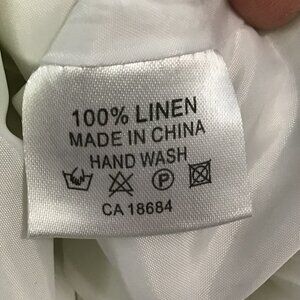 100% LINEN
MADE IN CHINA
HAND WASH
P
CA 18684